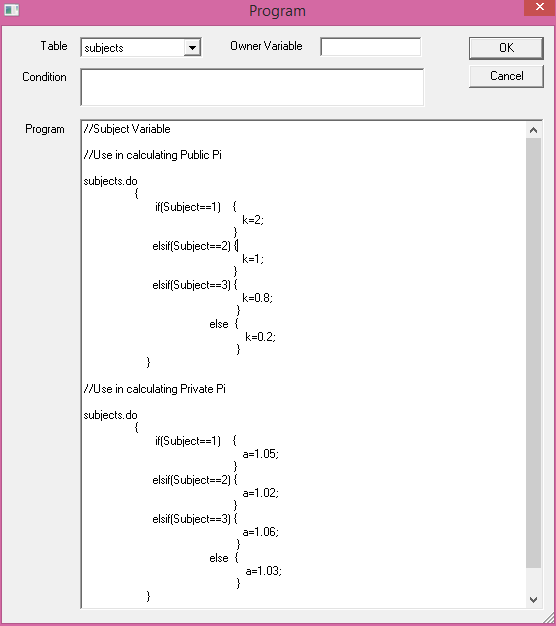 Program
Table subjects Owner Variable OK
Condition Cancel
Program
//Subject Variable
//Use in calculating Public Pi
subjects.do
{
if(Subject==1) {
k=2;
}
elsif(Subject==2) {
k=1;
}
elsif(Subject==3) {
k=0.8;
}
else {
k=0.2;
}
}
//Use in calculating Private Pi
subjects.do
{
if(Subject==1) {
a=1.05;
}
elsif(Subject==2) {
a=1.02;
}
elsif(Subject==3) {
a=1.06;
}
else {
a=1.03;
}
}